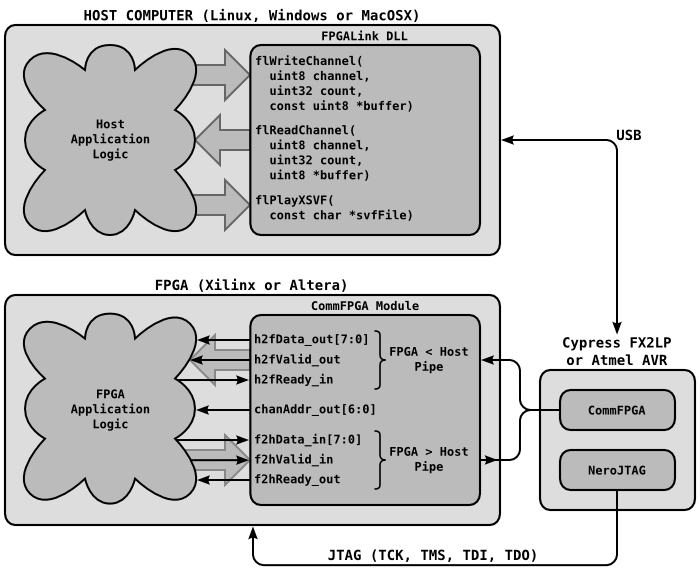 HOST COMPUTER (Linux, Windows or MacOSX)
FPGALink DLL
Host
Application
Logic
flWriteChannel(
uint8 channel,
uint32 count,
const uint8 *buffer)
flReadChannel(
uint8 channel,
uint32 count,
uint8 *buffer)
flPlayXSVF(
const char *svfFile)
USB
FPGA (Xilinx or Altera)
CommFPGA Module
FPGA
Application
Logic
h2fData_out[7:0]
h2fValid_out
h2fReady_in
FPGA < Host
Pipe
chanAddr_out[6:0]
f2hData_in[7:0]
f2hValid_in
f2hReady_out
FPGA > Host
Pipe
Cypress FX2LP
or Atmel AVR
CommFPGA
NeroJTAG
JTAG (TCK, TMS, TDI, TDO)